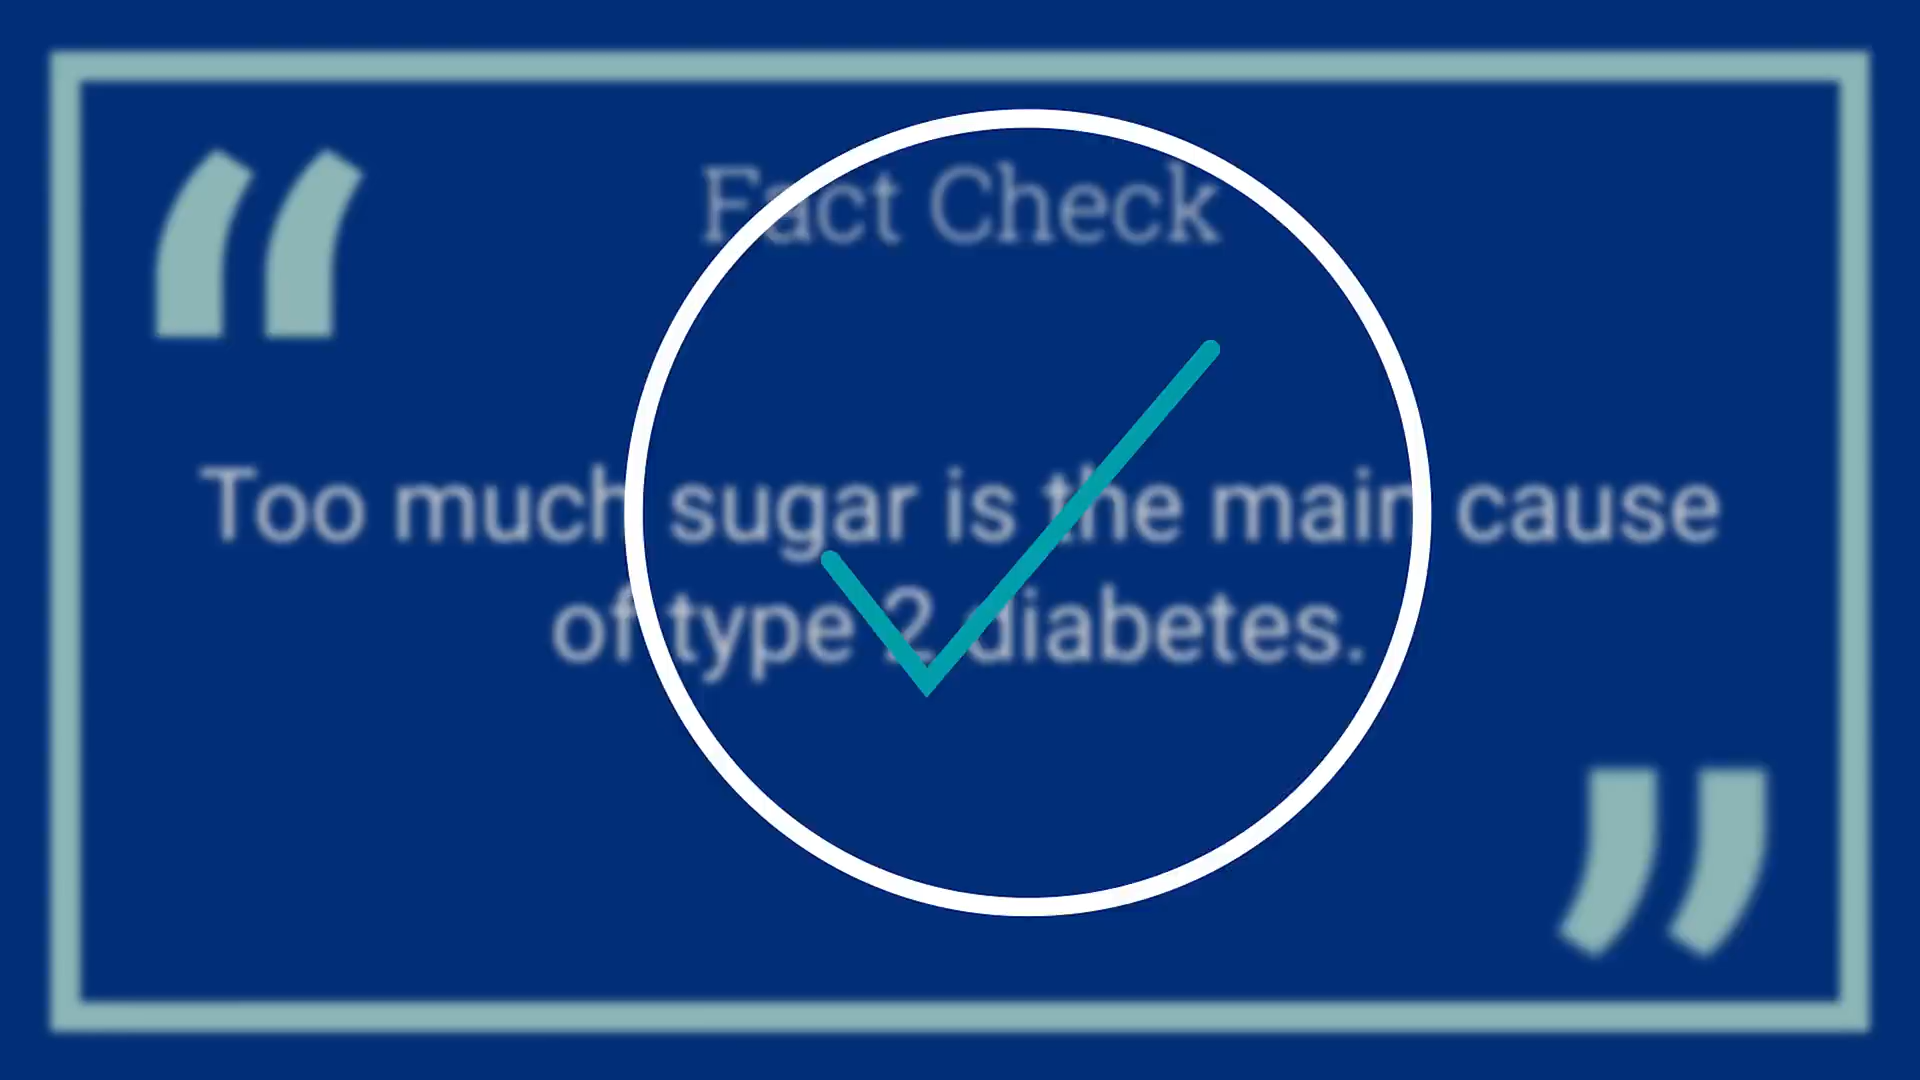 Fact Check
“
Too much sugar is the main cause
of type 2 diabetes.
”